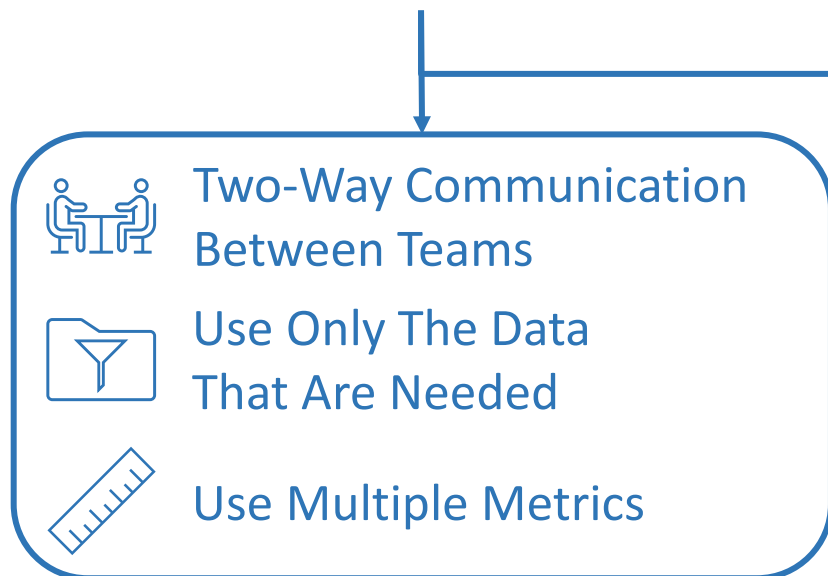 Two-Way Communication
Between Teams
Use Only The Data
That Are Needed
Use Multiple Metrics